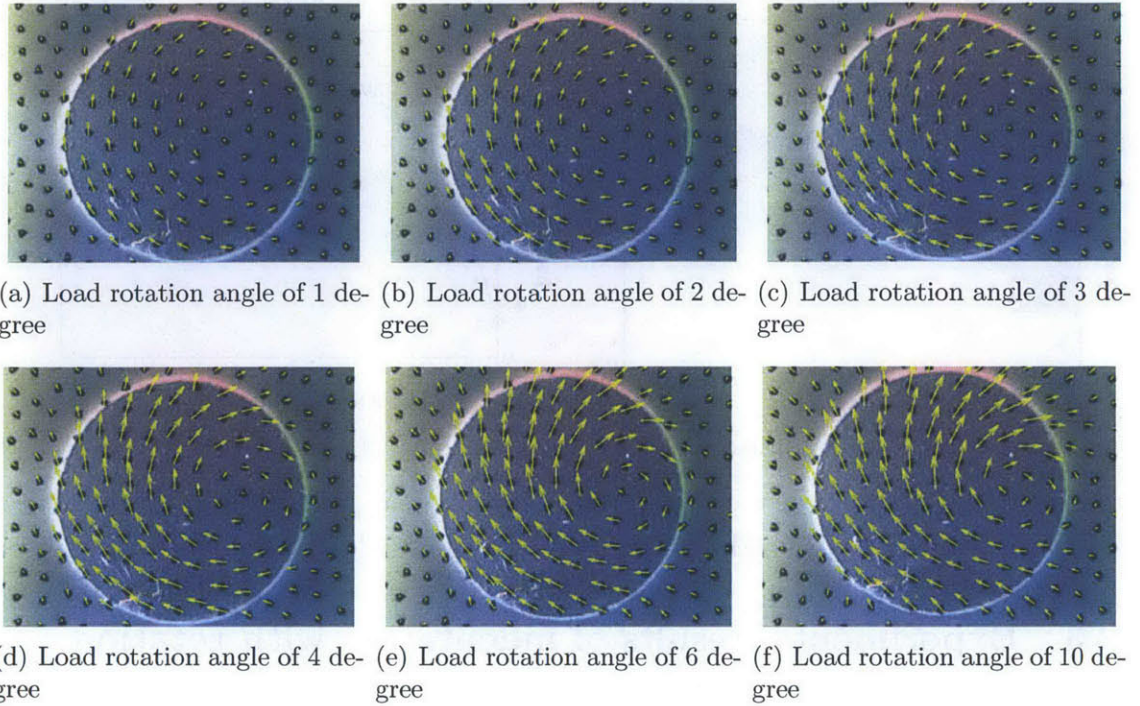 (a) Load rotation angle of 1 de-
gree
(b) Load rotation angle of 2 de-
gree
(c) Load rotation angle of 3 de-
gree
(d) Load rotation angle of 4 de-
gree
(e) Load rotation angle of 6 de-
gree
(f) Load rotation angle of 10 de-
gree